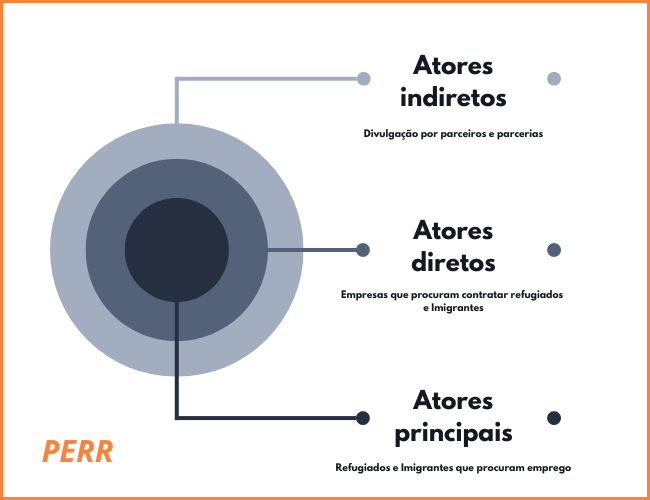 Atores
indiretos
Divulgação por parceiros e parcerias
Atores
diretos
Empresas que procuram contratar refugiados
e Imigrantes
Atores
principais
Refugiados e Imigrantes que procuram emprego
PERR